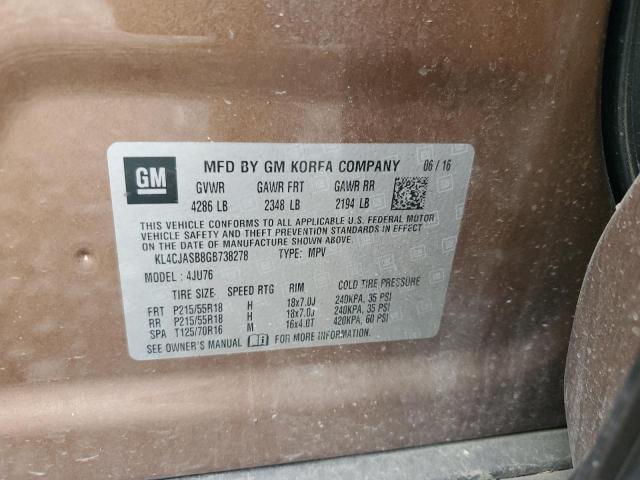 GM
MFD BY GM KOREA COMPANY 06/16
GVWR GAWR FRT GAWR RR
4286 LB 2348 LB 2194 LB
THIS VEHICLE CONFORMS TO ALL APPLICABLE U.S. FEDERAL MOTOR
VEHICLE SAFETY AND THEFT PREVENTION STANDARDS IN EFFECT
ON THE DATE OF MANUFACTURE SHOWN ABOVE.
KL4CJASB8GB738278 TYPE: MPV
MODEL: 4JU76
TIRE SIZE SPEED RTG RIM COLD TIRE PRESSURE
FRT P215/55R18 H 18x7.0J 240KPA, 35 PSI
RR P215/55R18 H 18x7.0J 240KPA, 35 PSI
SPA T125/70R16 M 16x4.0T 420KPA, 60 PSI
SEE OWNER'S MANUAL FOR MORE INFORMATION.